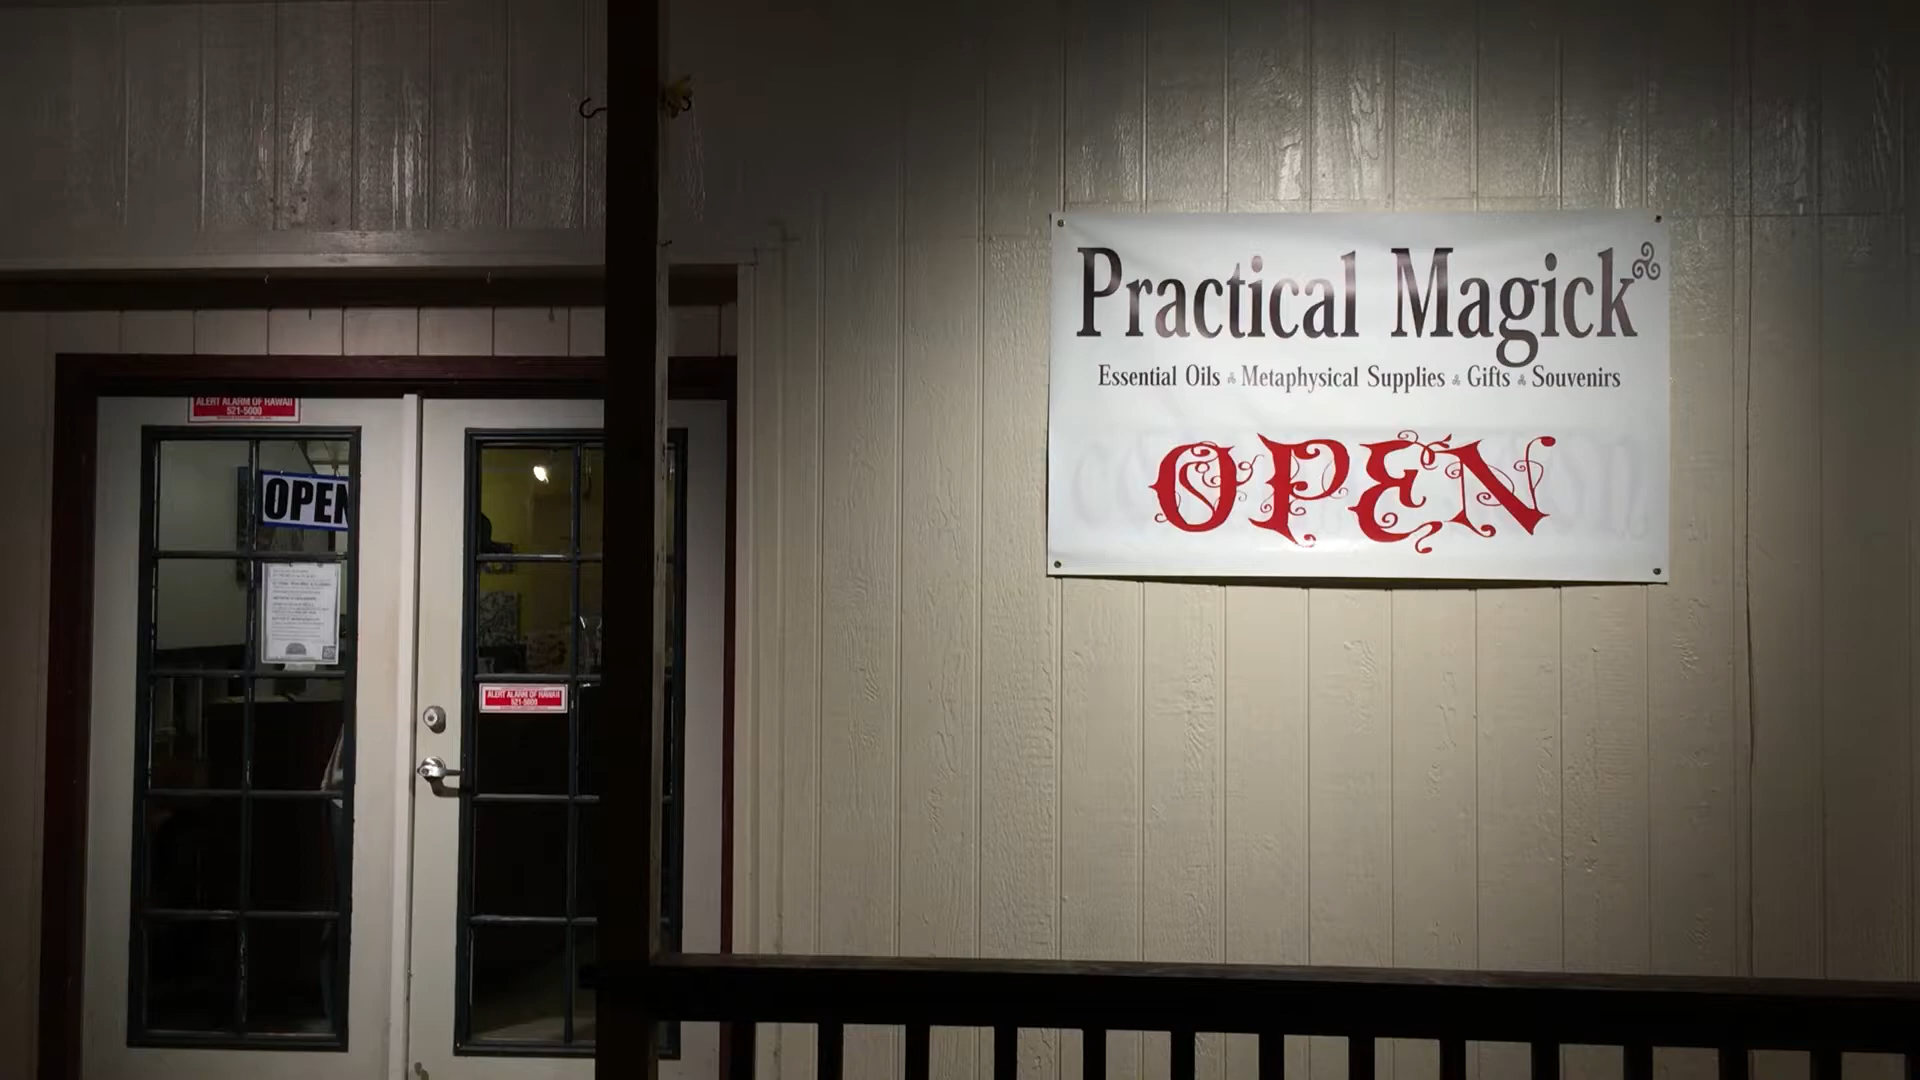 ALERT ALARM OF HAWAII
521-5000
OPEN
ALERT ALARM OF HAWAII
521-5000
Practical Magick
Essential Oils Metaphysical Supplies Gifts Souvenirs
OPEN